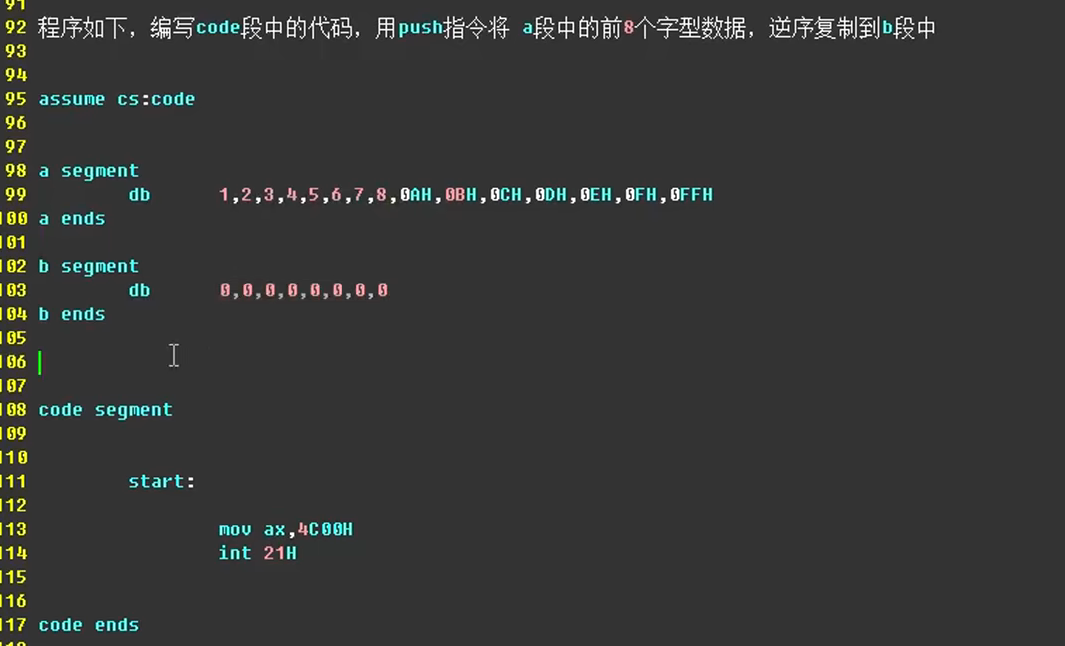 91
92 程序如下，编写code段中的代码，用push指令将 a段中的前8个字型数据，逆序复制到b段中
93
94
95 assume cs:code
96
97
98 a segment
99 db 1,2,3,4,5,6,7,8,0AH,0BH,0CH,0DH,0EH,0FH,0FFH
100 a ends
101
102 b segment
103 db 0,0,0,0,0,0,0,0
104 b ends
105
106
107
108 code segment
109
110
111 start:
112
113 mov ax,4C00H
114 int 21H
115
116
117 code ends
118